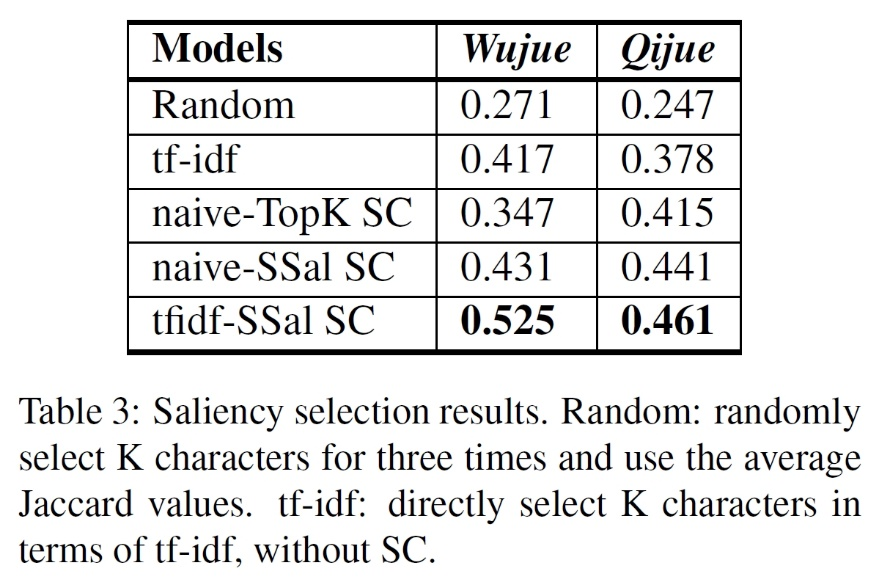 Models Wujue Qijue
Random 0.271 0.247
tf-idf 0.417 0.378
naive-TopK SC 0.347 0.415
naive-SSal SC 0.431 0.441
tfidf-SSal SC 0.525 0.461
Table 3: Saliency selection results. Random: randomly
select K characters for three times and use the average
Jaccard values. tf-idf: directly select K characters in
terms of tf-idf, without SC.